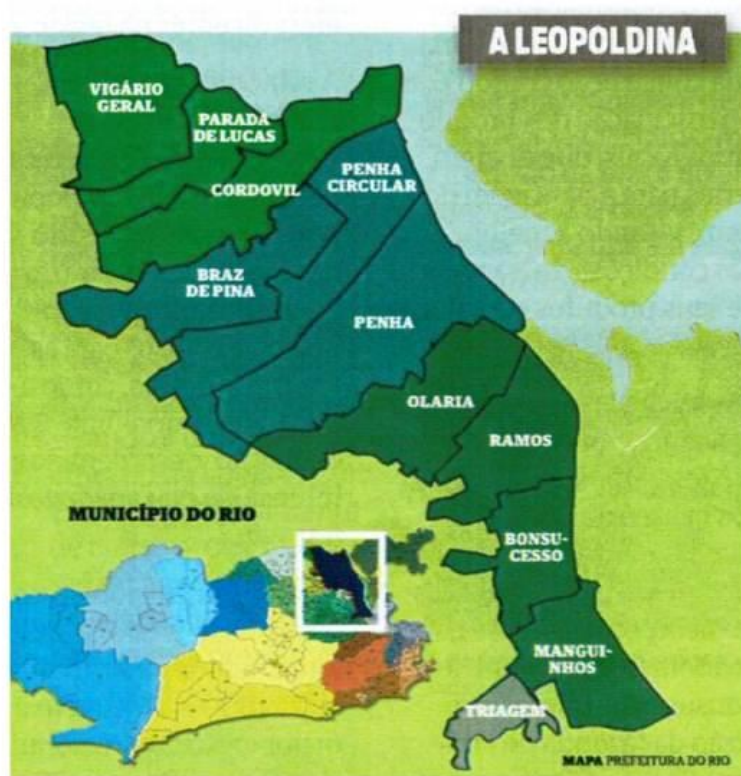 A LEOPOLDINA
VIGÁRIO
GERAL
PARADA
DE LUCAS
PENHA
CIRCULAR
CORDOVIL
BRAZ
DE PINA
PENHA
OLARIA
RAMOS
MUNICÍPIO DO RIO
BONSU-
CESSO
MANGUI-
NHOS
TRIAGEM
MAPA PREFEITURA DO RIO